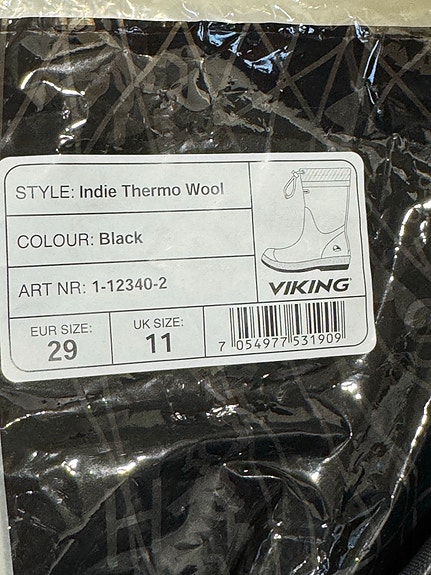 STYLE: Indie Thermo Wool
COLOUR: Black
ART NR: 1-12340-2
VIKING
EUR SIZE:
29
UK SIZE:
11
7 054977 531909